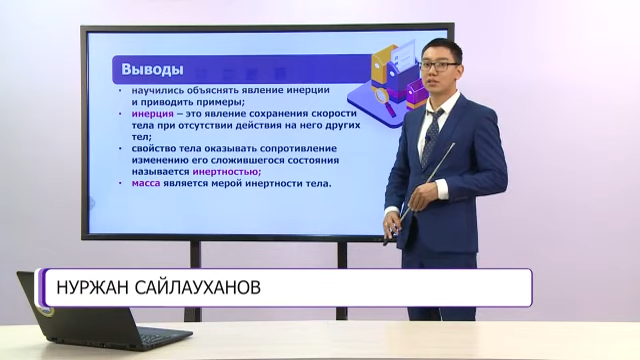 Выводы
• научились объяснять явление инерции
и приводить примеры;
• инерция – это явление сохранения скорости
тела при отсутствии действия на него других
тел;
• свойство тела оказывать сопротивление
изменению его сложившегося состояния
называется инертностью;
• масса является мерой инертности тела.
НУРЖАН САЙЛАУХАНОВ